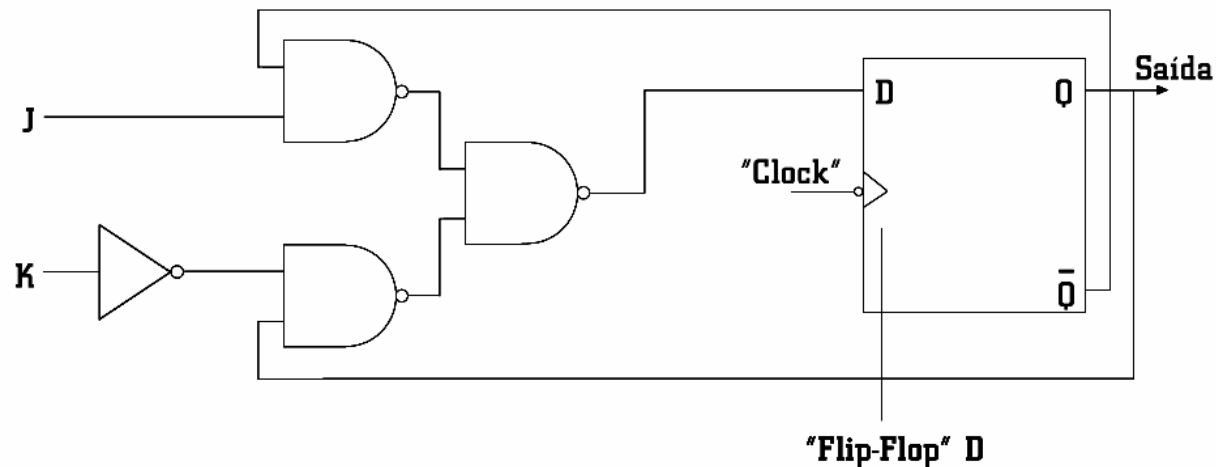 Saída
J
D
Q
"Clock"
K
Q̅
"Flip-Flop" D